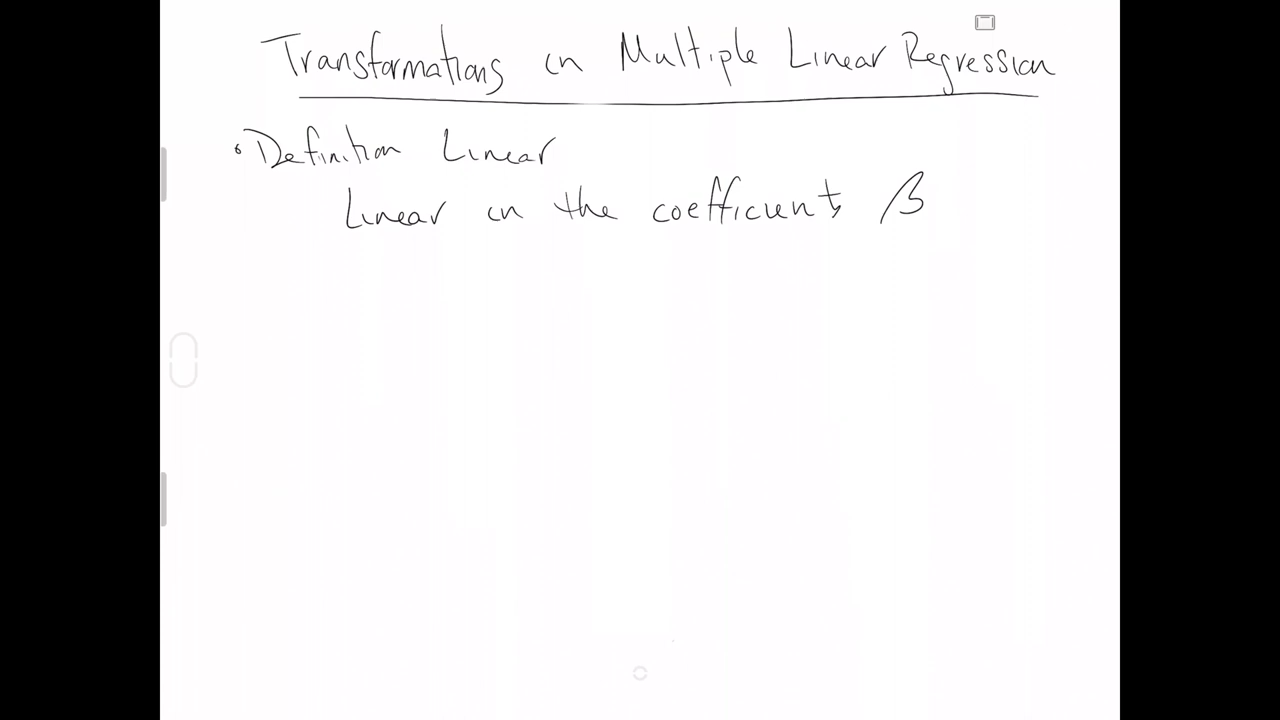 Transformations in Multiple Linear Regression
• Definition Linear
Linear in the coefficients β